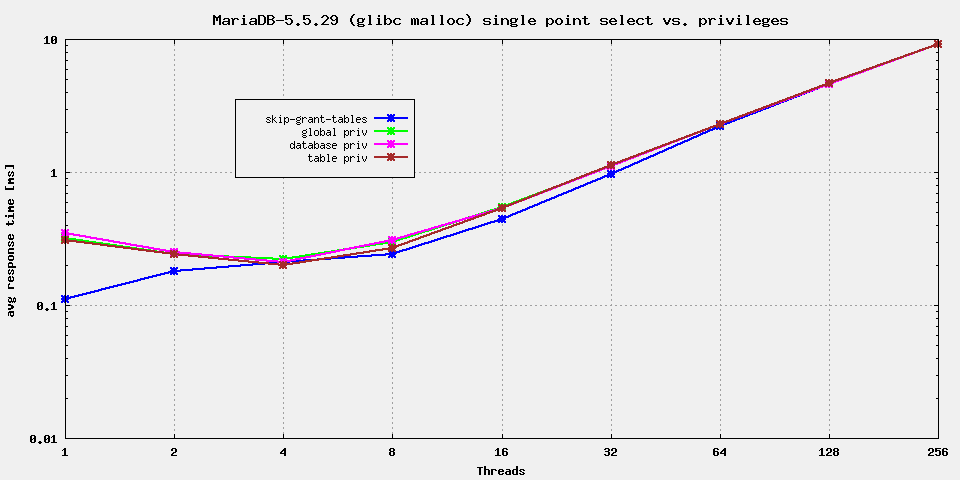 MariaDB-5.5.29 (glibc malloc) single point select vs. privileges
10
1
0.1
0.01
avg response time [ms]
skip-grant-tables
global priv
database priv
table priv
1 2 4 8 16 32 64 128 256
Threads